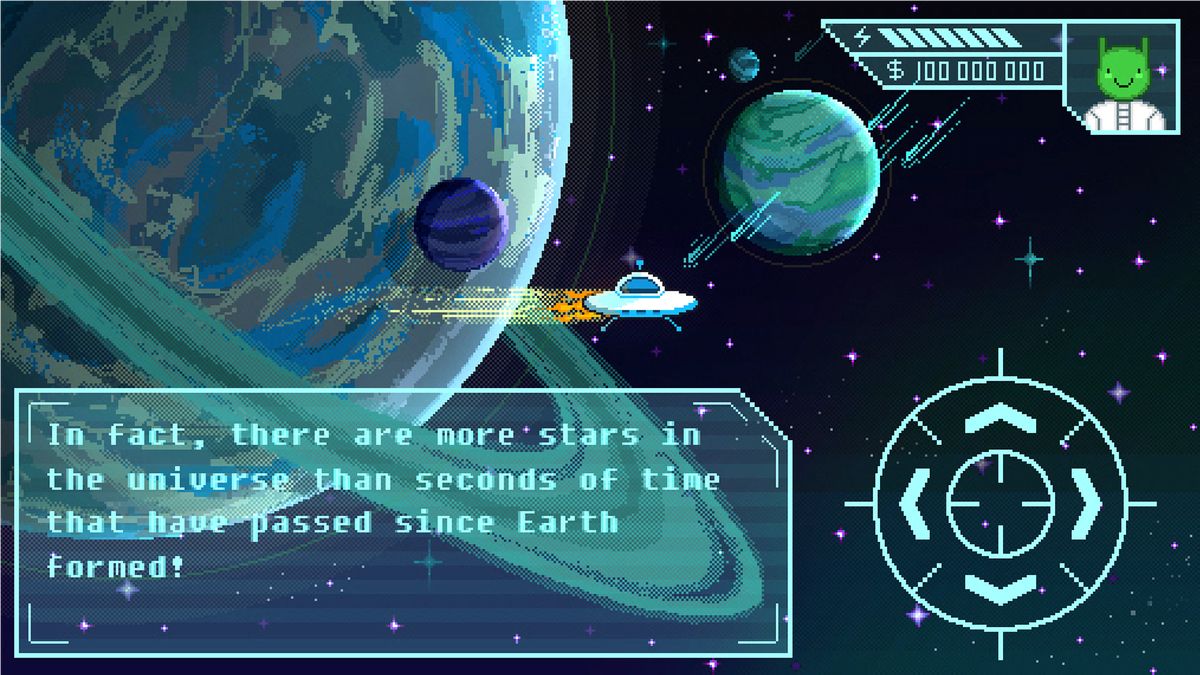 $ 100 000 000
In fact, there are more stars in
the universe than seconds of time
that have passed since Earth
formed!